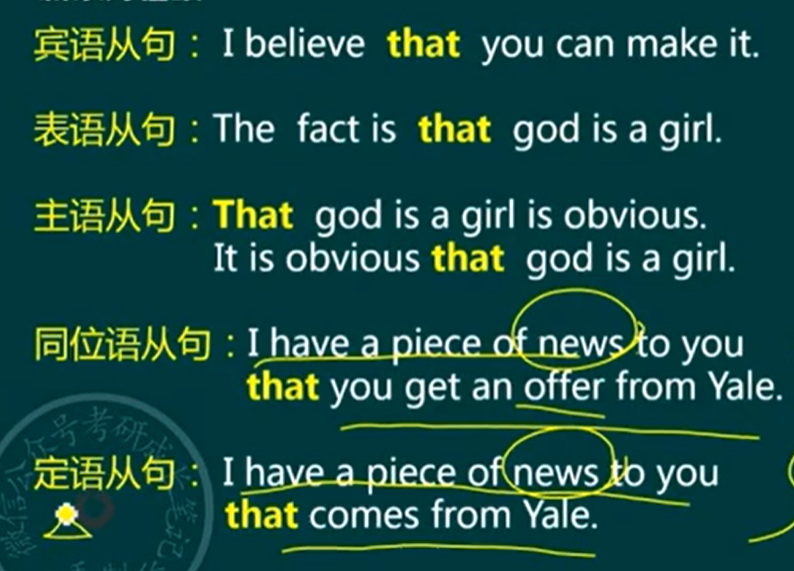 宾语从句：I believe that you can make it.
表语从句：The fact is that god is a girl.
主语从句：That god is a girl is obvious.
It is obvious that god is a girl.
同位语从句：I have a piece of news to you
that you get an offer from Yale.
定语从句：I have a piece of news to you
that comes from Yale.